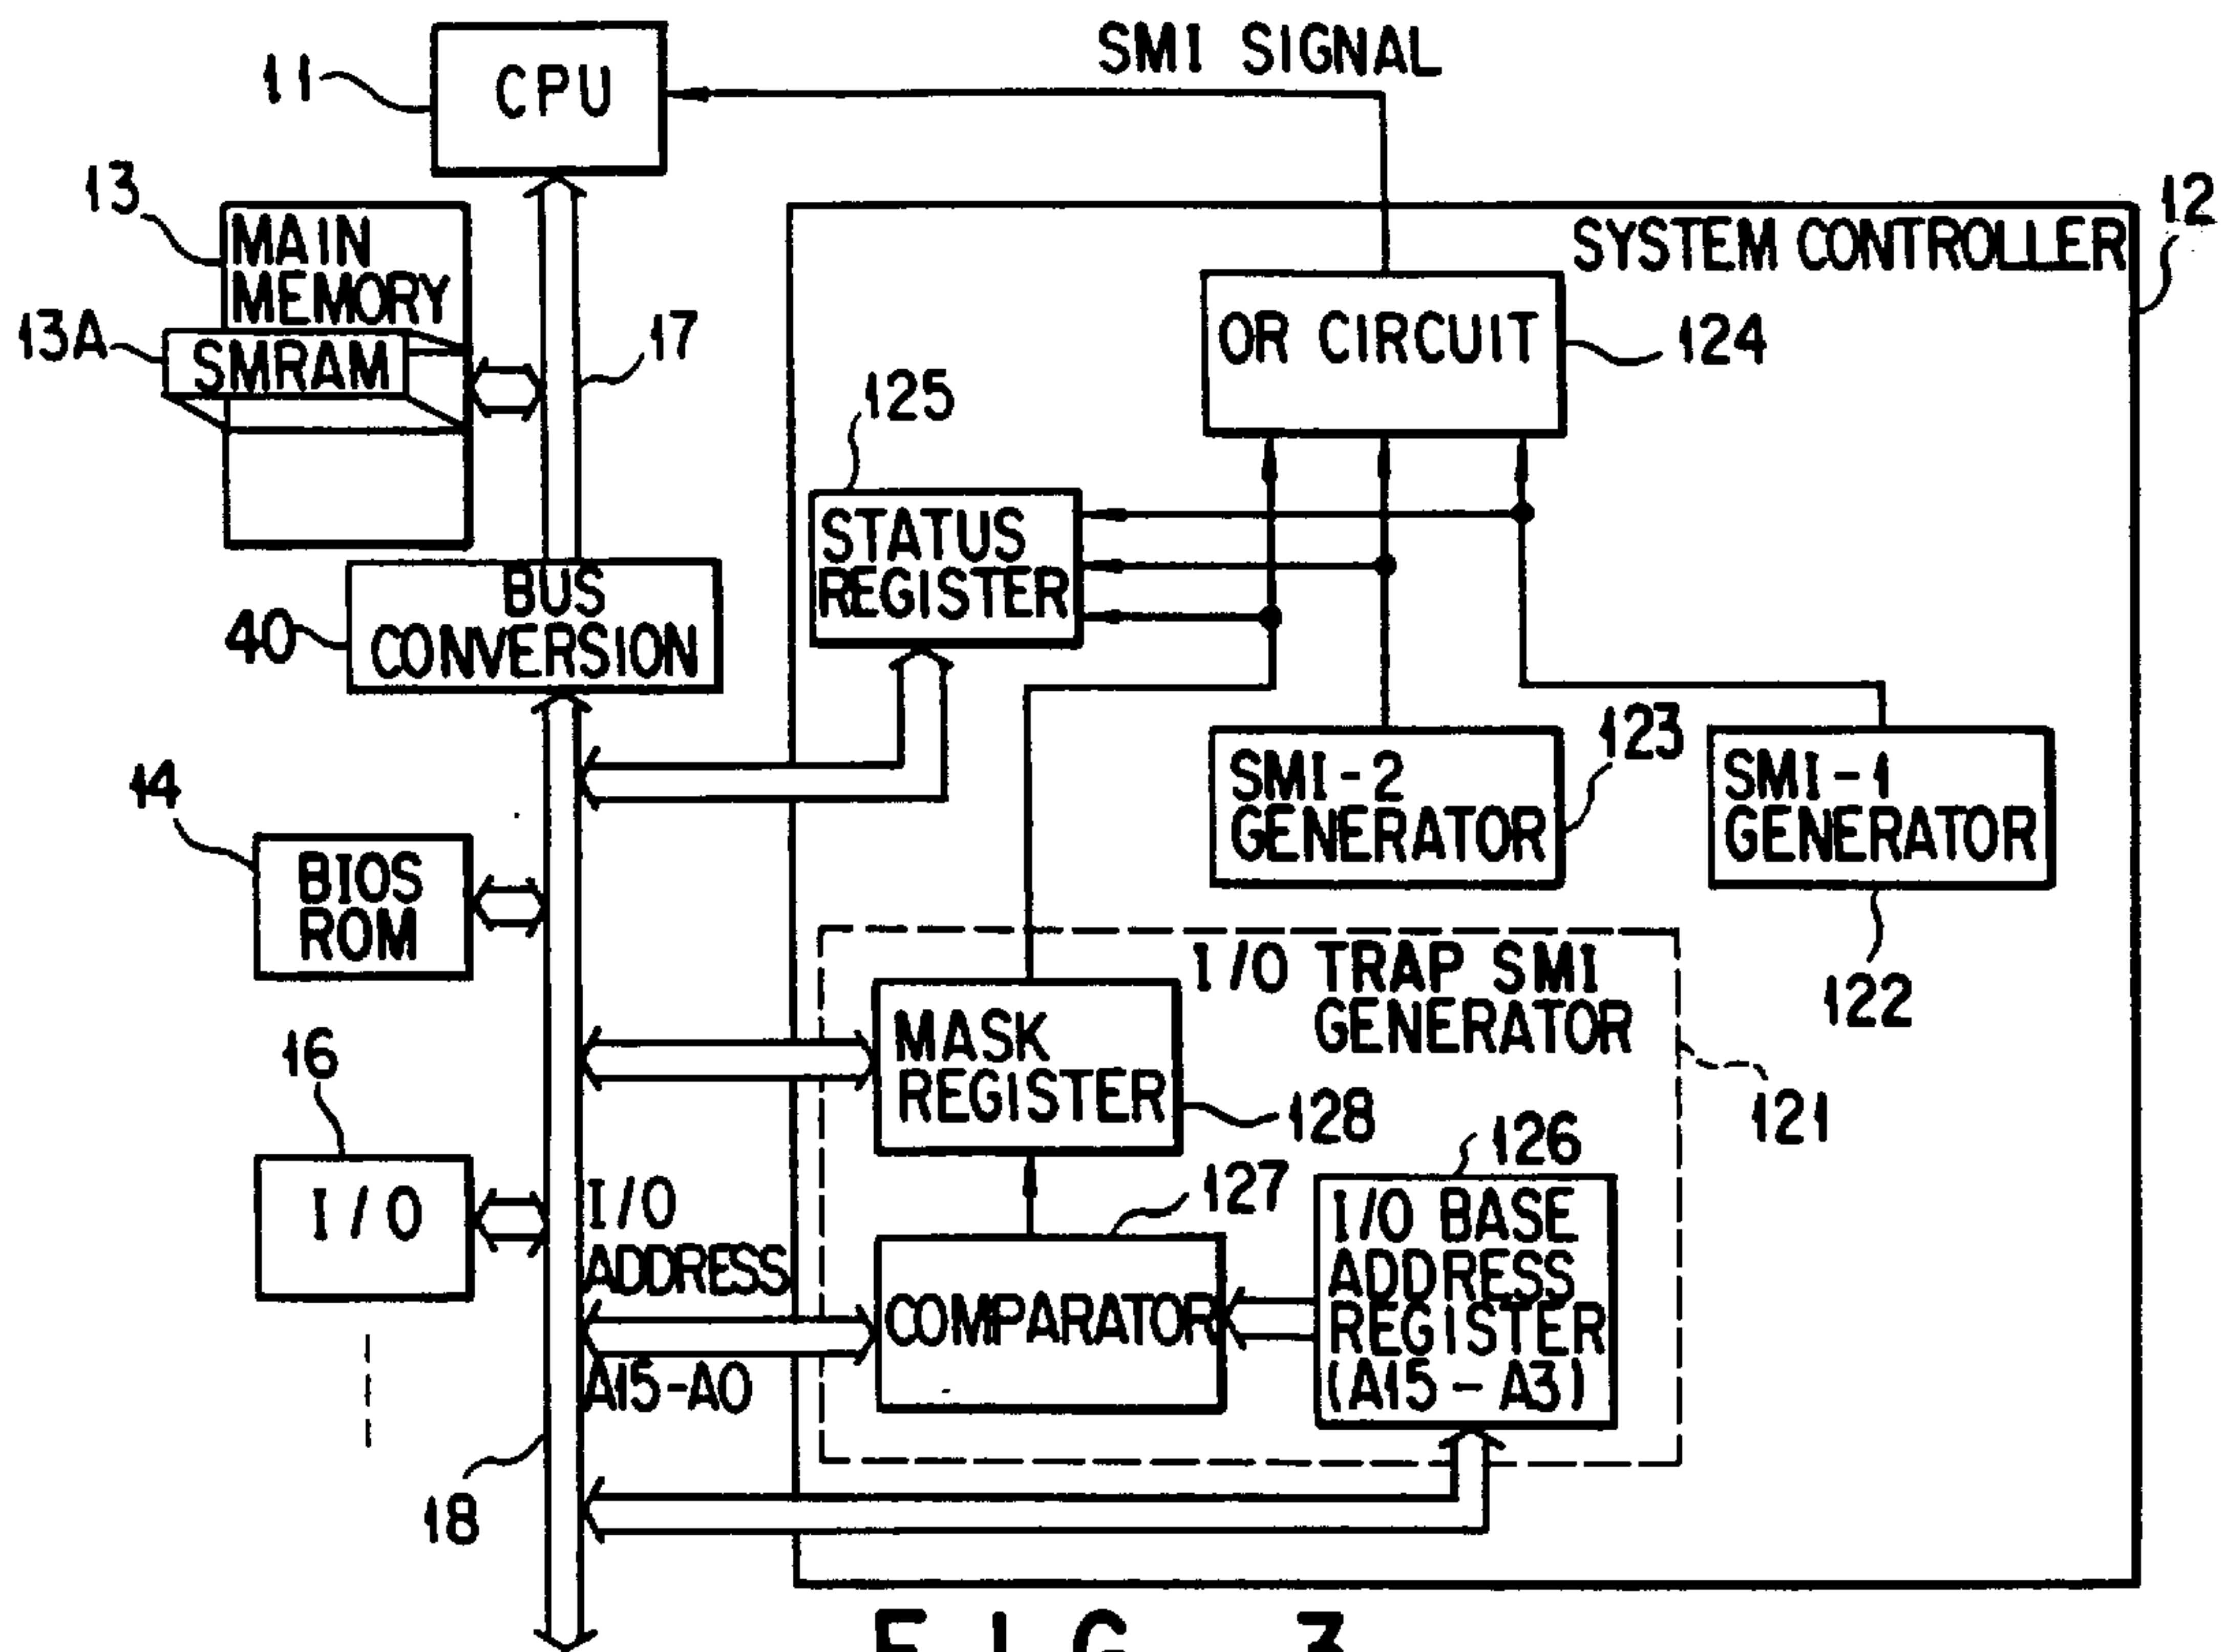 SMI SIGNAL
11
CPU
13
12
MAIN
MEMORY
SYSTEM CONTROLLER
13A
SMRAM
17
OR CIRCUIT
124
125
STATUS
REGISTER
BUS
CONVERSION
40
SMI-2
GENERATOR
123
SMI-1
GENERATOR
122
14
BIOS
ROM
I/O TRAP SMI
GENERATOR
121
MASK
REGISTER
128
16
I/O
I/O
ADDRESS
A15-A0
127
COMPARATOR
126
I/O BASE
ADDRESS
REGISTER
(A15-A3)
18
FIG. 3